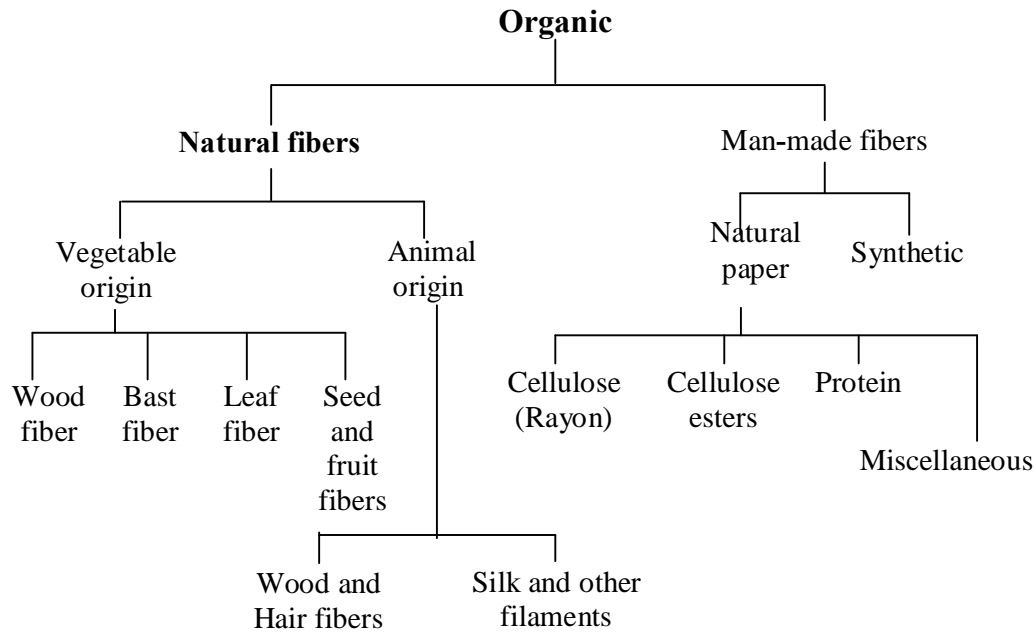 Organic
Natural fibers
Man-made fibers
Vegetable
origin
Animal
origin
Natural
paper
Synthetic
Wood
fiber
Bast
fiber
Leaf
fiber
Seed
and
fruit
fibers
Cellulose
(Rayon)
Cellulose
esters
Protein
Miscellaneous
Wood and
Hair fibers
Silk and other
filaments